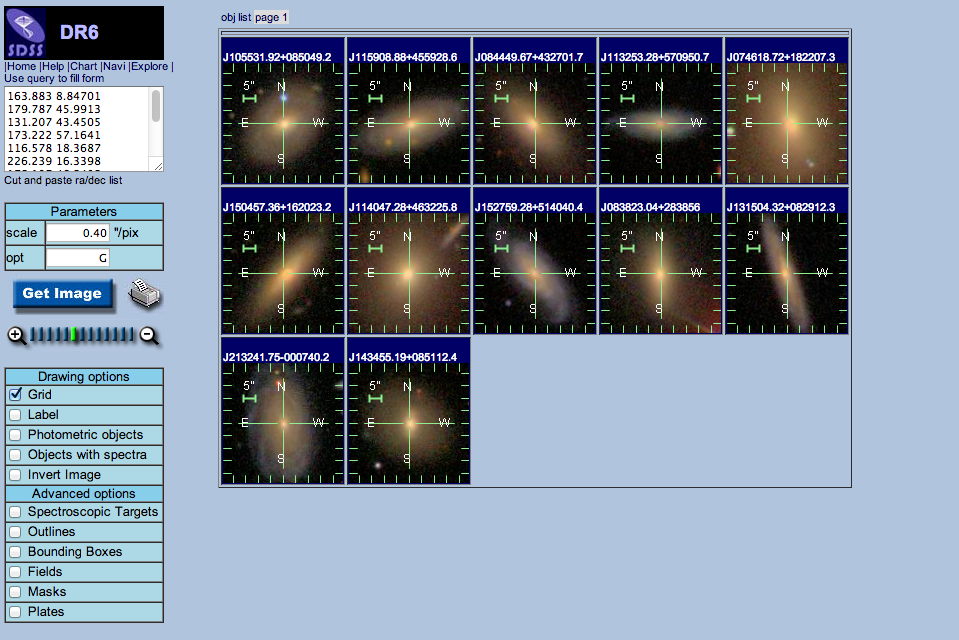 SDSS
DR6
|Home |Help |Chart |Navi |Explore |
Use query to fill form
163.883 8.84701
179.787 45.9913
131.207 43.4505
173.222 57.1641
116.578 18.3687
226.239 16.3398
Cut and paste ra/dec list
Parameters
scale 0.40 "/pix
opt G
Get Image
Drawing options
Grid
Label
Photometric objects
Objects with spectra
Invert Image
Advanced options
Spectroscopic Targets
Outlines
Bounding Boxes
Fields
Masks
Plates
obj list page 1
J105531.92+085049.2
5" N
E W
S
J115908.88+455928.6
5" N
E W
S
J084449.67+432701.7
5" N
E W
S
J113253.28+570950.7
5" N
E W
S
J074618.72+182207.3
5" N
E W
S
J150457.36+162023.2
5" N
E W
S
J114047.28+463225.8
5" N
E W
S
J152759.28+514040.4
5" N
E W
S
J083823.04+283856
5" N
E W
S
J131504.32+082912.3
5" N
E W
S
J213241.75-000740.2
5" N
E W
S
J143455.19+085112.4
5" N
E W
S